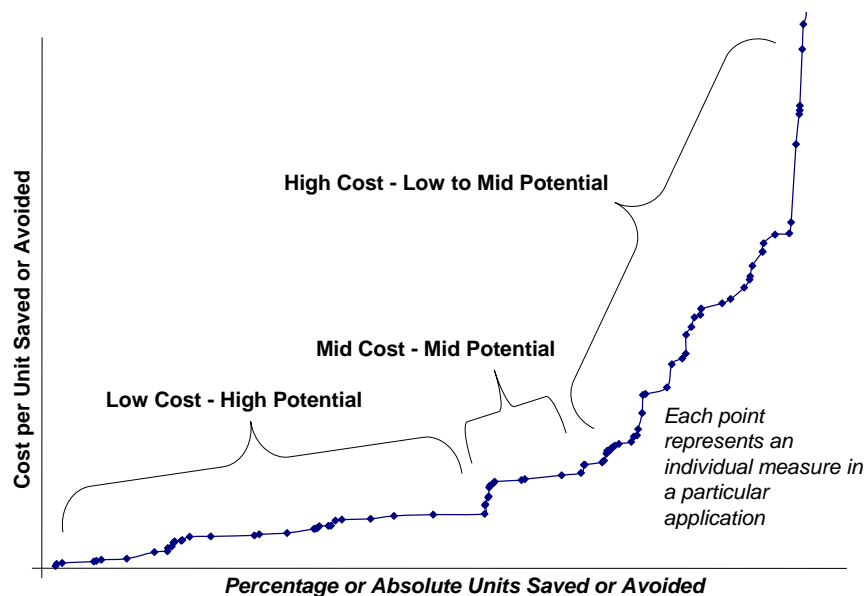 High Cost - Low to Mid Potential
Mid Cost - Mid Potential
Low Cost - High Potential
Each point
represents an
individual measure in
a particular
application
Cost per Unit Saved or Avoided
Percentage or Absolute Units Saved or Avoided